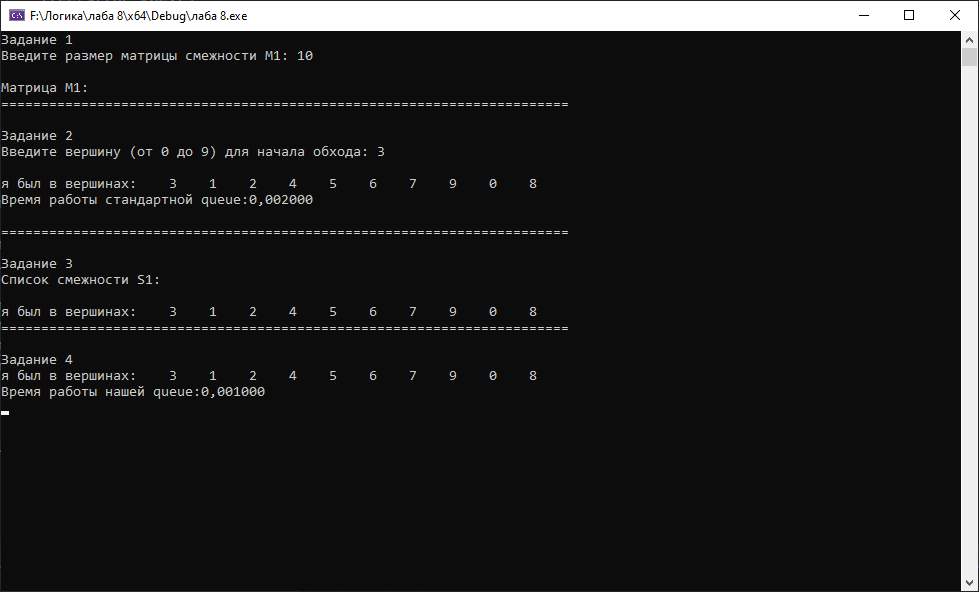 F:\Логика\лаба 8\x64\Debug\лаба 8.exe
Задание 1
Введите размер матрицы смежности M1: 10
Матрица M1:
=======================================================================
Задание 2
Введите вершину (от 0 до 9) для начала обхода: 3
я был в вершинах:    3    1    2    4    5    6    7    9    0    8
Время работы стандартной queue:0,002000
=======================================================================
Задание 3
Список смежности S1:
я был в вершинах:    3    1    2    4    5    6    7    9    0    8
=======================================================================
Задание 4
я был в вершинах:    3    1    2    4    5    6    7    9    0    8
Время работы нашей queue:0,001000